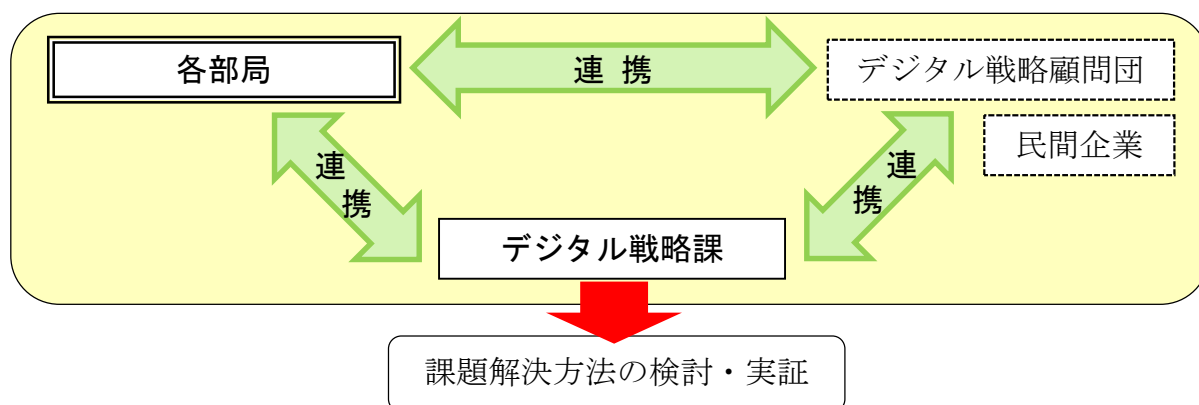 各部局
連 携
デジタル戦略顧問団
民間企業
連携
連携
デジタル戦略課
課題解決方法の検討・実証